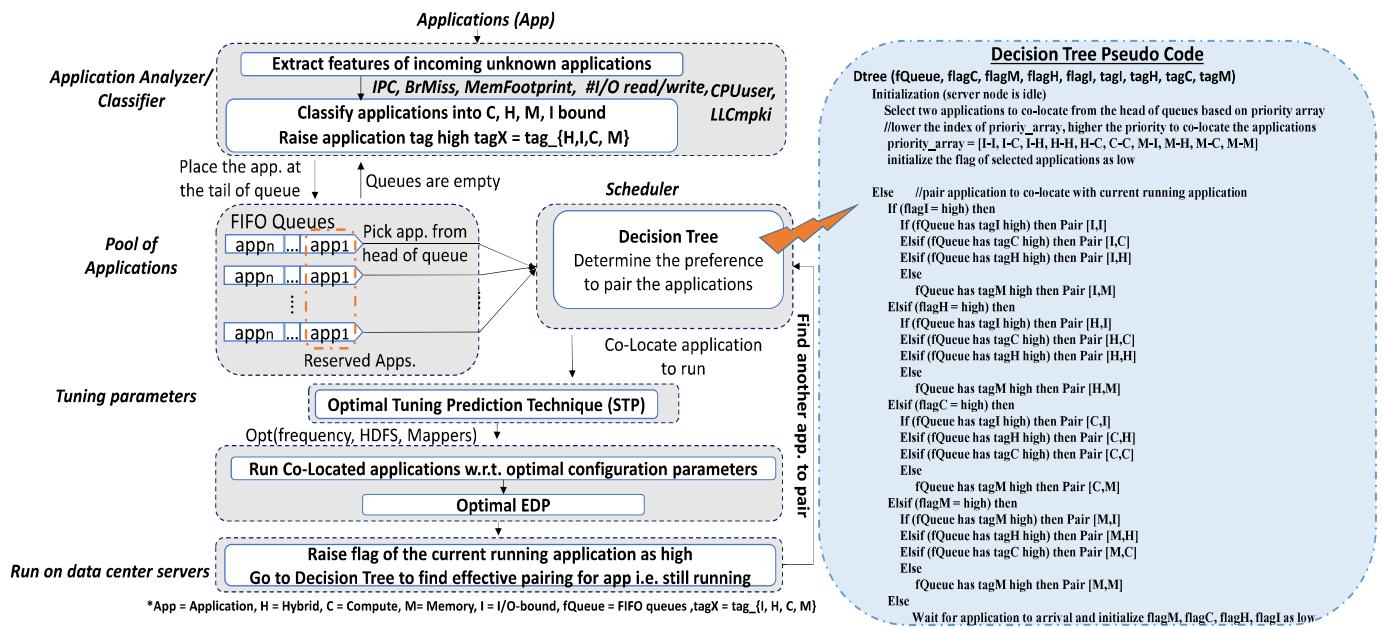 Applications (App)
Application Analyzer/
Classifier
Extract features of incoming unknown applications
IPC, BrMiss, MemFootprint, #I/O read/write,
CPUuser,
LLCmpki
Classify applications into C, H, M, I bound
Raise application tag high tagX = tag_{H,I,C, M}
Place the app. at
the tail of queue
Queues are empty
Pool of
Applications
FIFO Queues
appn ... app1
appn ... app1
⋮ ⋮
appn ... app1
Reserved Apps.
Pick app. from
head of queue
Scheduler
Decision Tree
Determine the preference
to pair the applications
Co-Locate application
to run
Find another app. to pair
Tuning parameters
Optimal Tuning Prediction Technique (STP)
Opt(frequency, HDFS, Mappers)
Run Co-Located applications w.r.t. optimal configuration parameters
Optimal EDP
Run on data center servers
Raise flag of the current running application as high
Go to Decision Tree to find effective pairing for app i.e. still running
*App = Application, H = Hybrid, C = Compute, M= Memory, I = I/O-bound, fQueue = FIFO queues ,tagX = tag_{I, H, C, M}
Decision Tree Pseudo Code
Dtree (fQueue, flagC, flagM, flagH, flagI, tagI, tagH, tagC, tagM)
Initialization (server node is idle)
Select two applications to co-locate from the head of queues based on priority array
//lower the index of prioriy_array, higher the priority to co-locate the applications
priority_array = [I-I, I-C, I-H, H-H, H-C, C-C, M-I, M-H, M-C, M-M]
initialize the flag of selected applications as low
Else //pair application to co-locate with current running application
If (flagI = high) then
If (fQueue has tagI high) then Pair [I,I]
Elsif (fQueue has tagC high) then Pair [I,C]
Elsif (fQueue has tagH high) then Pair [I,H]
Else
fQueue has tagM high then Pair [I,M]
Elsif (flagH = high) then
If (fQueue has tagI high) then Pair [H,I]
Elsif (fQueue has tagC high) then Pair [H,C]
Elsif (fQueue has tagH high) then Pair [H,H]
Else
fQueue has tagM high then Pair [H,M]
Elsif (flagC = high) then
If (fQueue has tagI high) then Pair [C,I]
Elsif (fQueue has tagH high) then Pair [C,H]
Elsif (fQueue has tagC high) then Pair [C,C]
Else
fQueue has tagM high then Pair [C,M]
Elsif (flagM = high) then
If (fQueue has tagM high) then Pair [M,I]
Elsif (fQueue has tagH high) then Pair [M,H]
Elsif (fQueue has tagC high) then Pair [M,C]
Else
fQueue has tagM high then Pair [M,M]
Else
Wait for application to arrival and initialize flagM, flagC, flagH, flagI as low